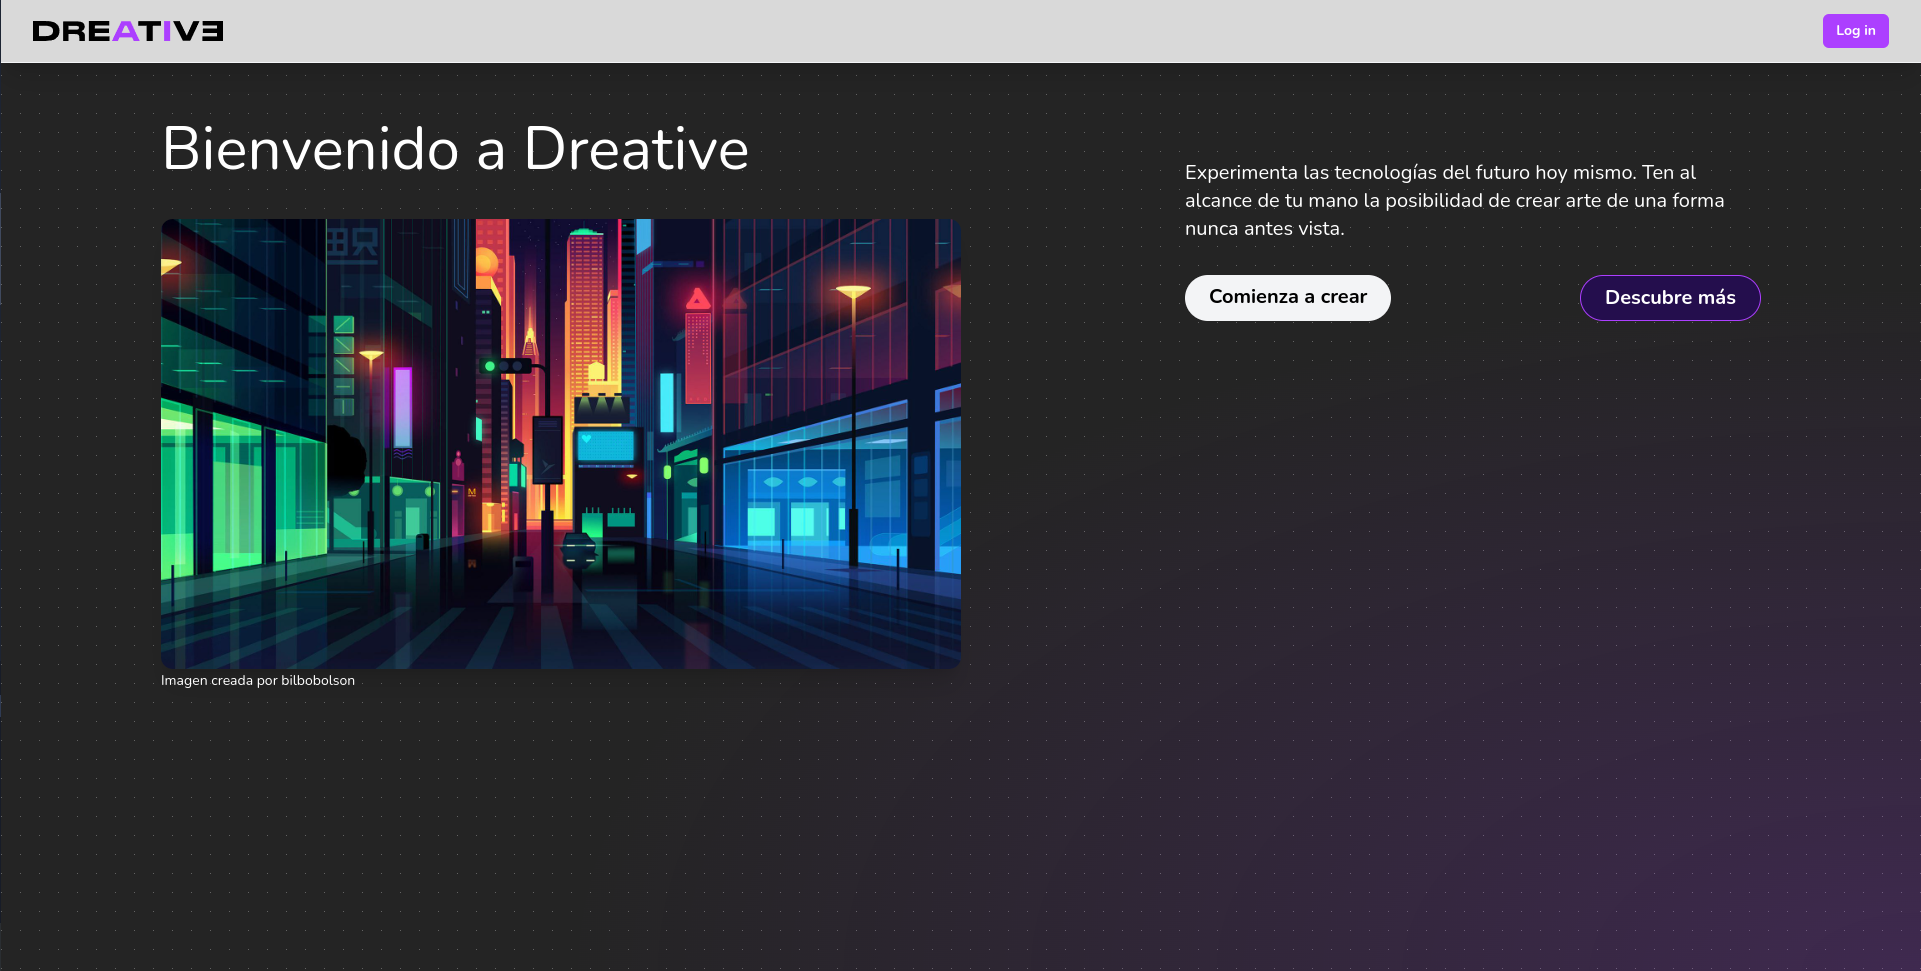 DREATIVE
Log in
Bienvenido a Dreative
Experimenta las tecnologías del futuro hoy mismo. Ten al
alcance de tu mano la posibilidad de crear arte de una forma
nunca antes vista.
Comienza a crear
Descubre más
M
Imagen creada por bilbobolson